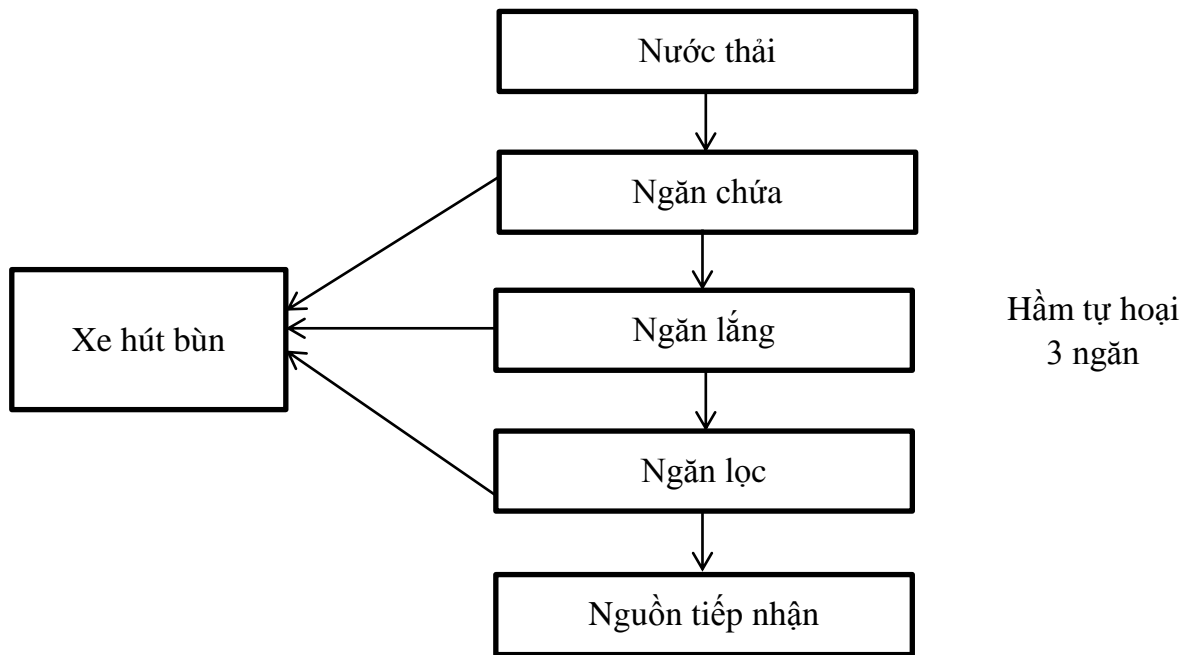 Nước thải
Ngăn chứa
Ngăn lắng
Xe hút bùn
Hầm tự hoại
3 ngăn
Ngăn lọc
Nguồn tiếp nhận